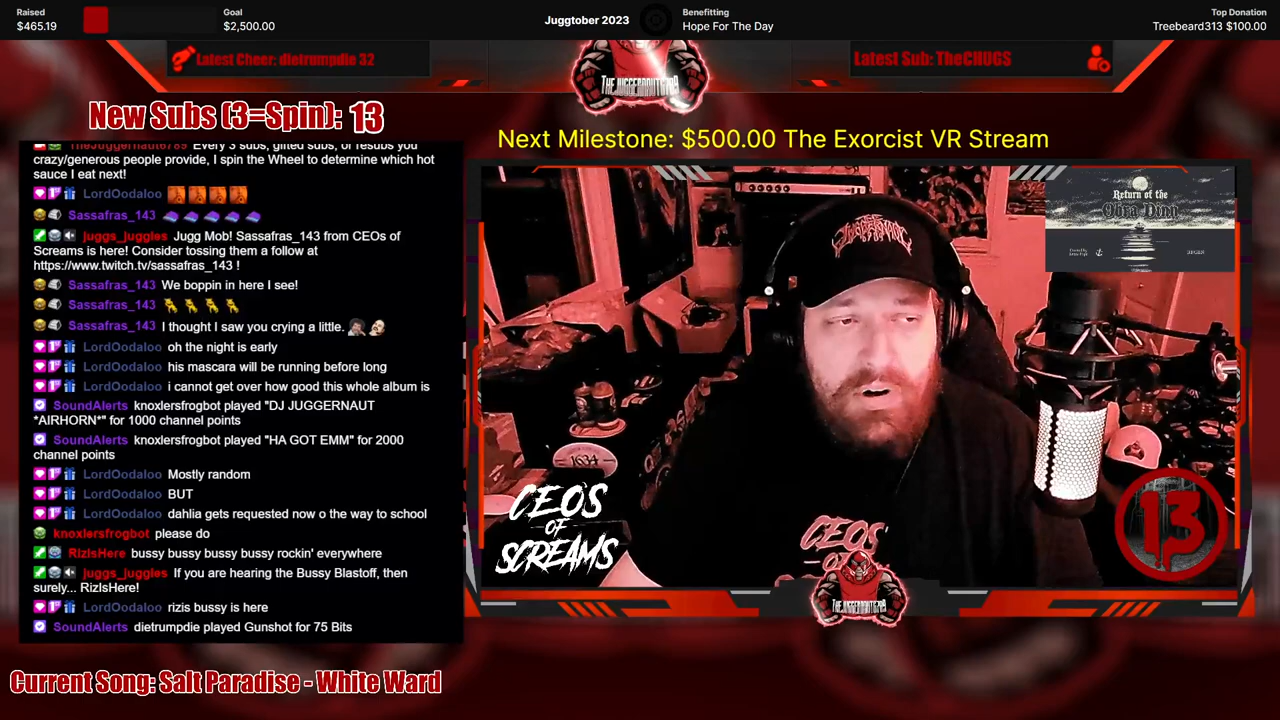 Raised
$465.19
Goal
$2,500.00
Juggtober 2023
Benefitting
Hope For The Day
Top Donation
Treebeard313 $100.00
Latest Cheer: dietrumpdie 32
THEJUGGERNAUT6789
Latest Sub: TheCHUGS
New Subs (3=Spin): 13
Next Milestone: $500.00 The Exorcist VR Stream
TheJuggernaut6789 Every 3 subs, gifted subs, or resubs you
crazy/generous people provide, I spin the Wheel to determine which hot
sauce I eat next!
LordOodaloo
Sassafras_143
juggs_juggles Jugg Mob! Sassafras_143 from CEOs of
Screams is here! Consider tossing them a follow at
https://www.twitch.tv/sassafras_143 !
Sassafras_143 We boppin in here I see!
Sassafras_143
Sassafras_143 I thought I saw you crying a little.
LordOodaloo oh the night is early
LordOodaloo his mascara will be running before long
LordOodaloo i cannot get over how good this whole album is
SoundAlerts knoxlersfrogbot played "DJ JUGGERNAUT
*AIRHORN*" for 1000 channel points
SoundAlerts knoxlersfrogbot played "HA GOT EMM" for 2000
channel points
LordOodaloo Mostly random
LordOodaloo BUT
LordOodaloo dahlia gets requested now o the way to school
knoxlersfrogbot please do
RizIsHere bussy bussy bussy bussy rockin' everywhere
juggs_juggles If you are hearing the Bussy Blastoff, then
surely... RizIsHere!
LordOodaloo rizis bussy is here
SoundAlerts dietrumpdie played Gunshot for 75 Bits
Return of the
Obra Dinn
1634
CEO'S
OF
SCREAMS
CEOS
OF
13
THEJUGGERNAUT6789
Current Song: Salt Paradise - White Ward